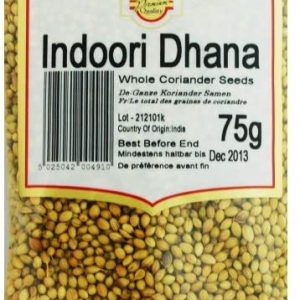 Premium
Quality
Indoori Dhana
Whole Coriander Seeds
De-Ganze Koriander Samen
Fr/Le total des graines de coriandre
Lot - 212101k
Country Of Origin:India
75g
Best Before End
Mindestens haltbar bis Dec 2013
De préférence avant fin
5 025042 004910